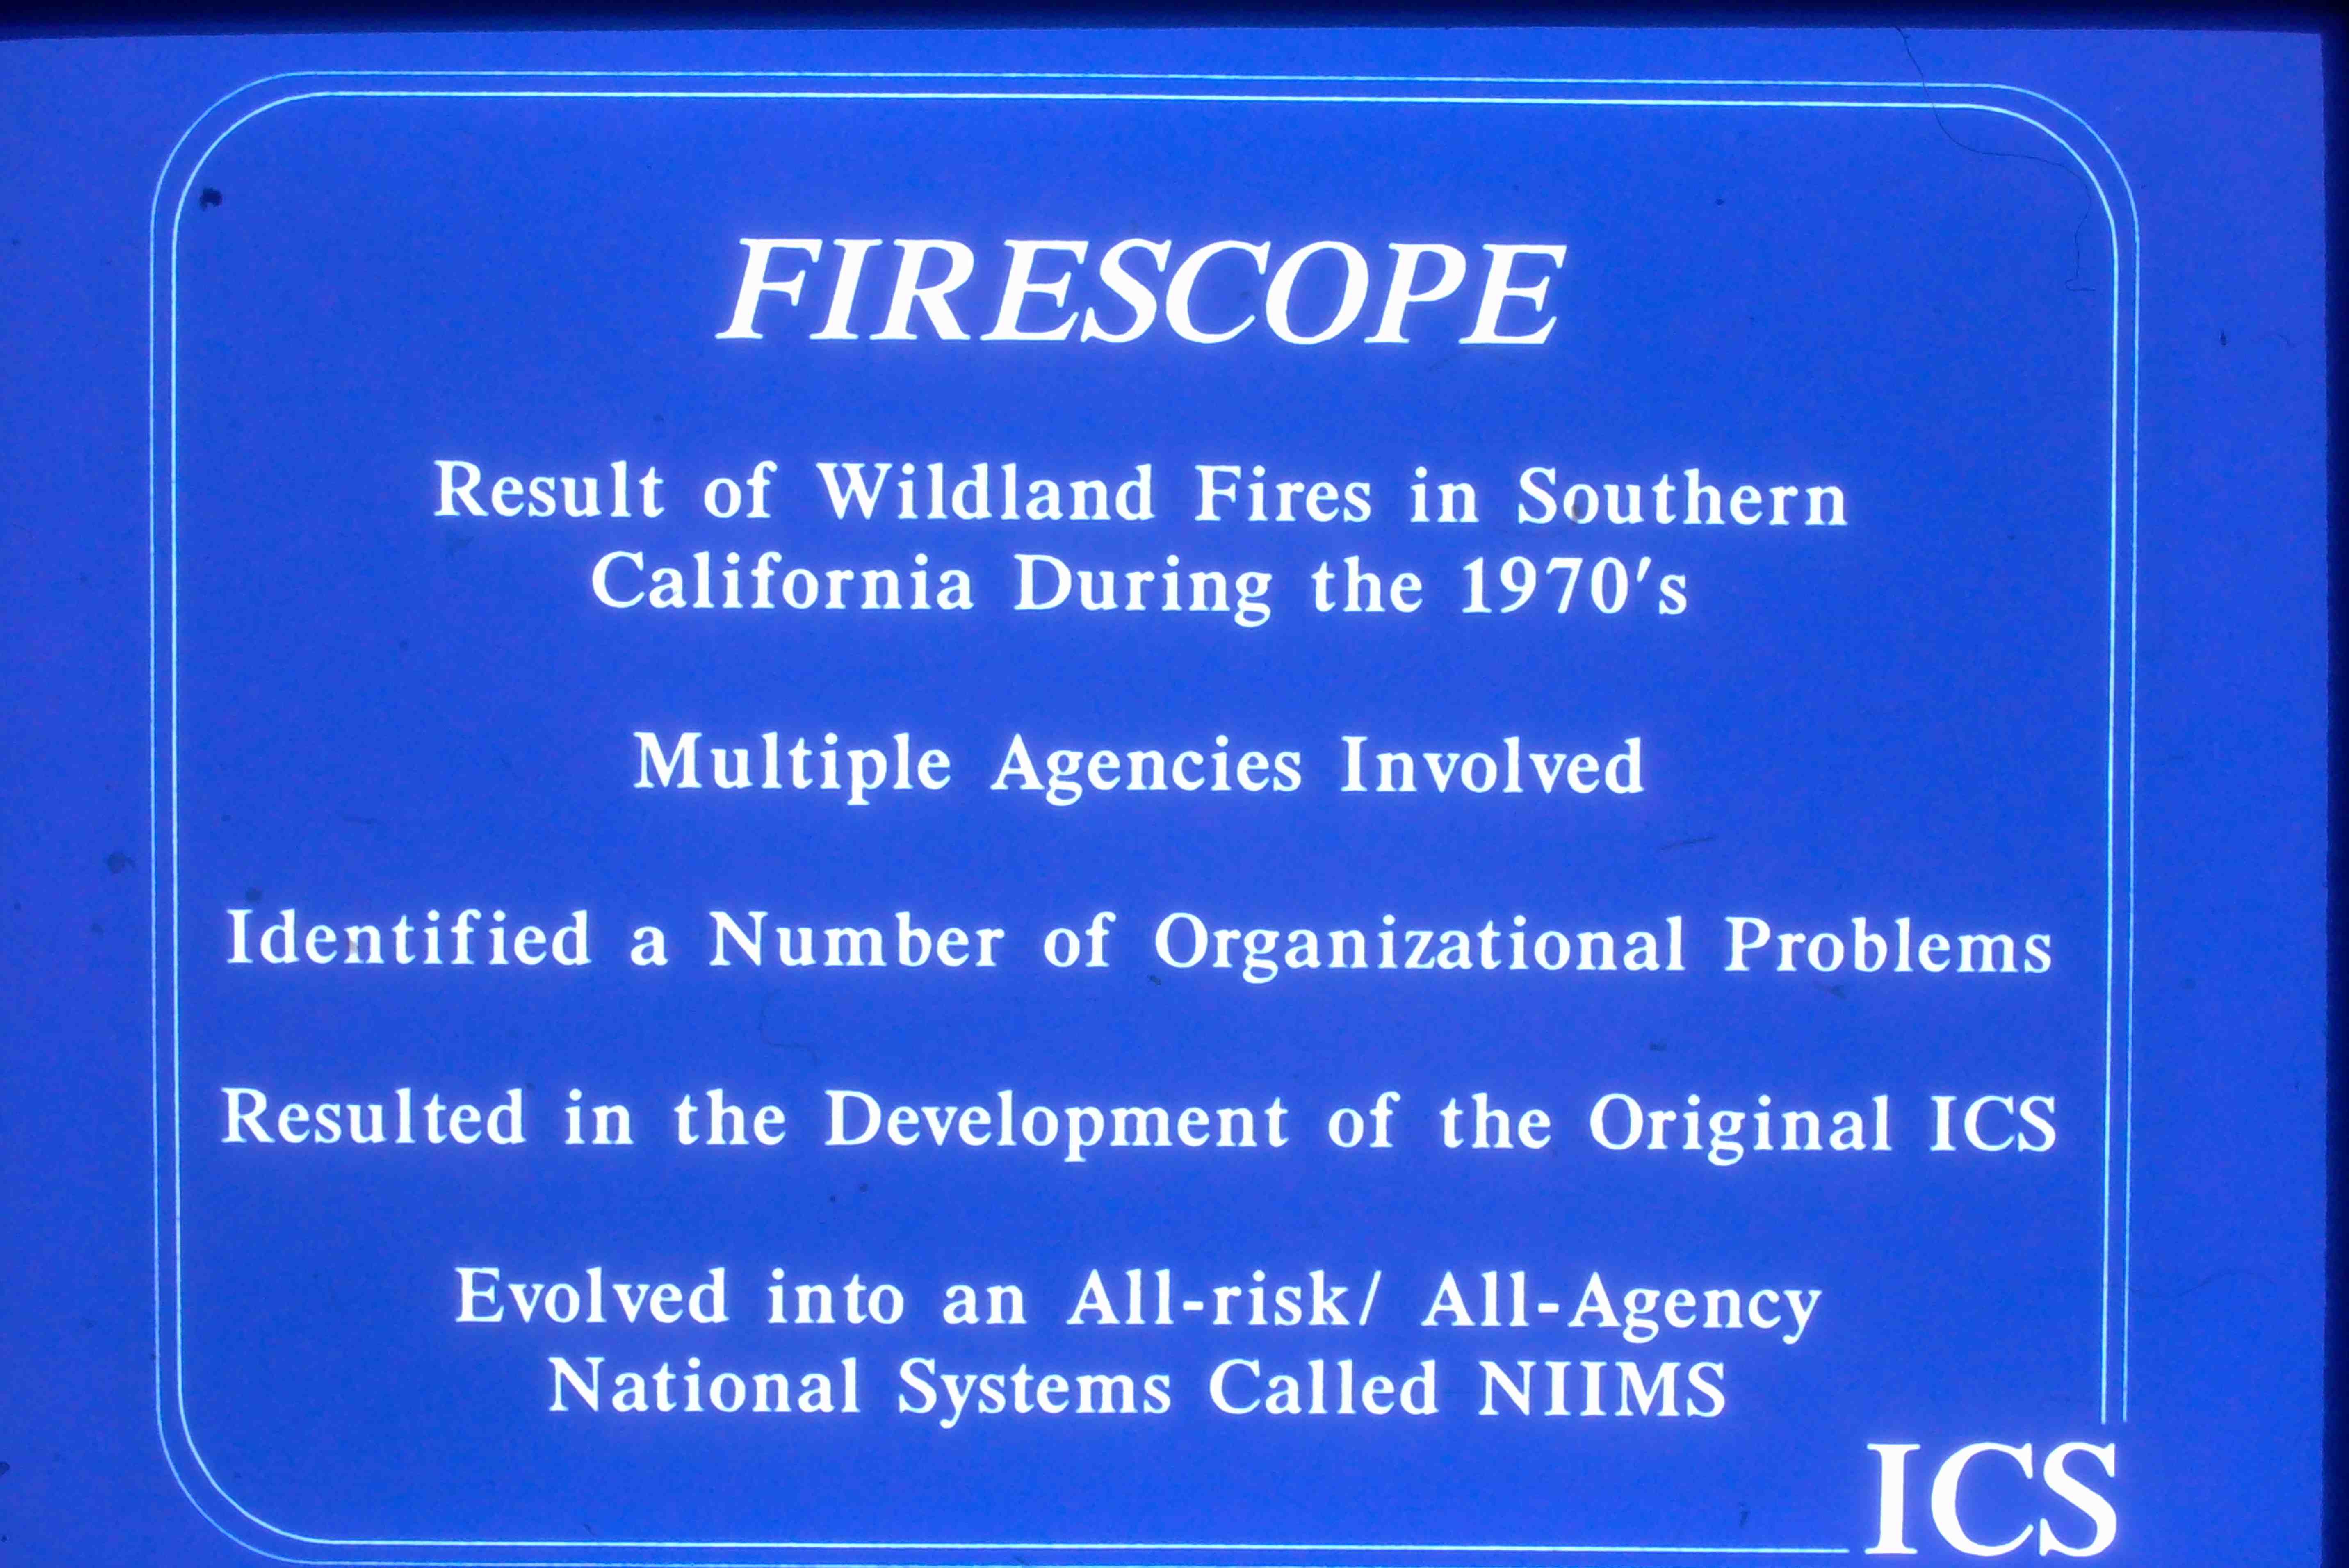 FIRESCOPE
Result of Wildland Fires in Southern
California During the 1970's
Multiple Agencies Involved
Identified a Number of Organizational Problems
Resulted in the Development of the Original ICS
Evolved into an All-risk/ All-Agency
National Systems Called NIIMS
ICS